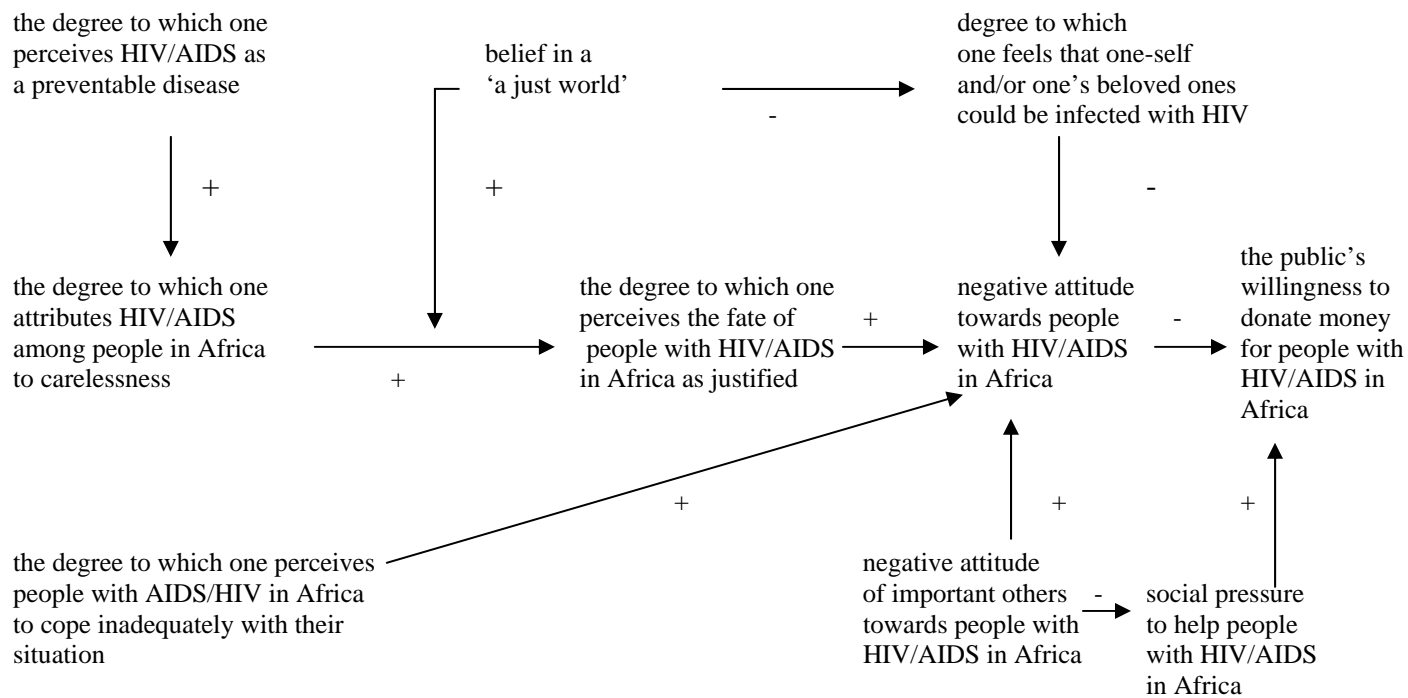 the degree to which one
perceives HIV/AIDS as
a preventable disease
belief in a
‘a just world’
degree to which
one feels that one-self
and/or one’s beloved ones
could be infected with HIV
-
+
+
-
the degree to which one
attributes HIV/AIDS
among people in Africa
to carelessness
+
the degree to which one
perceives the fate of
people with HIV/AIDS
in Africa as justified
+
negative attitude
towards people
with HIV/AIDS
in Africa
-
the public’s
willingness to
donate money
for people with
HIV/AIDS in
Africa
+
+
+
the degree to which one perceives
people with AIDS/HIV in Africa
to cope inadequately with their
situation
negative attitude
of important others
towards people with
HIV/AIDS in Africa
-
social pressure
to help people
with HIV/AIDS
in Africa